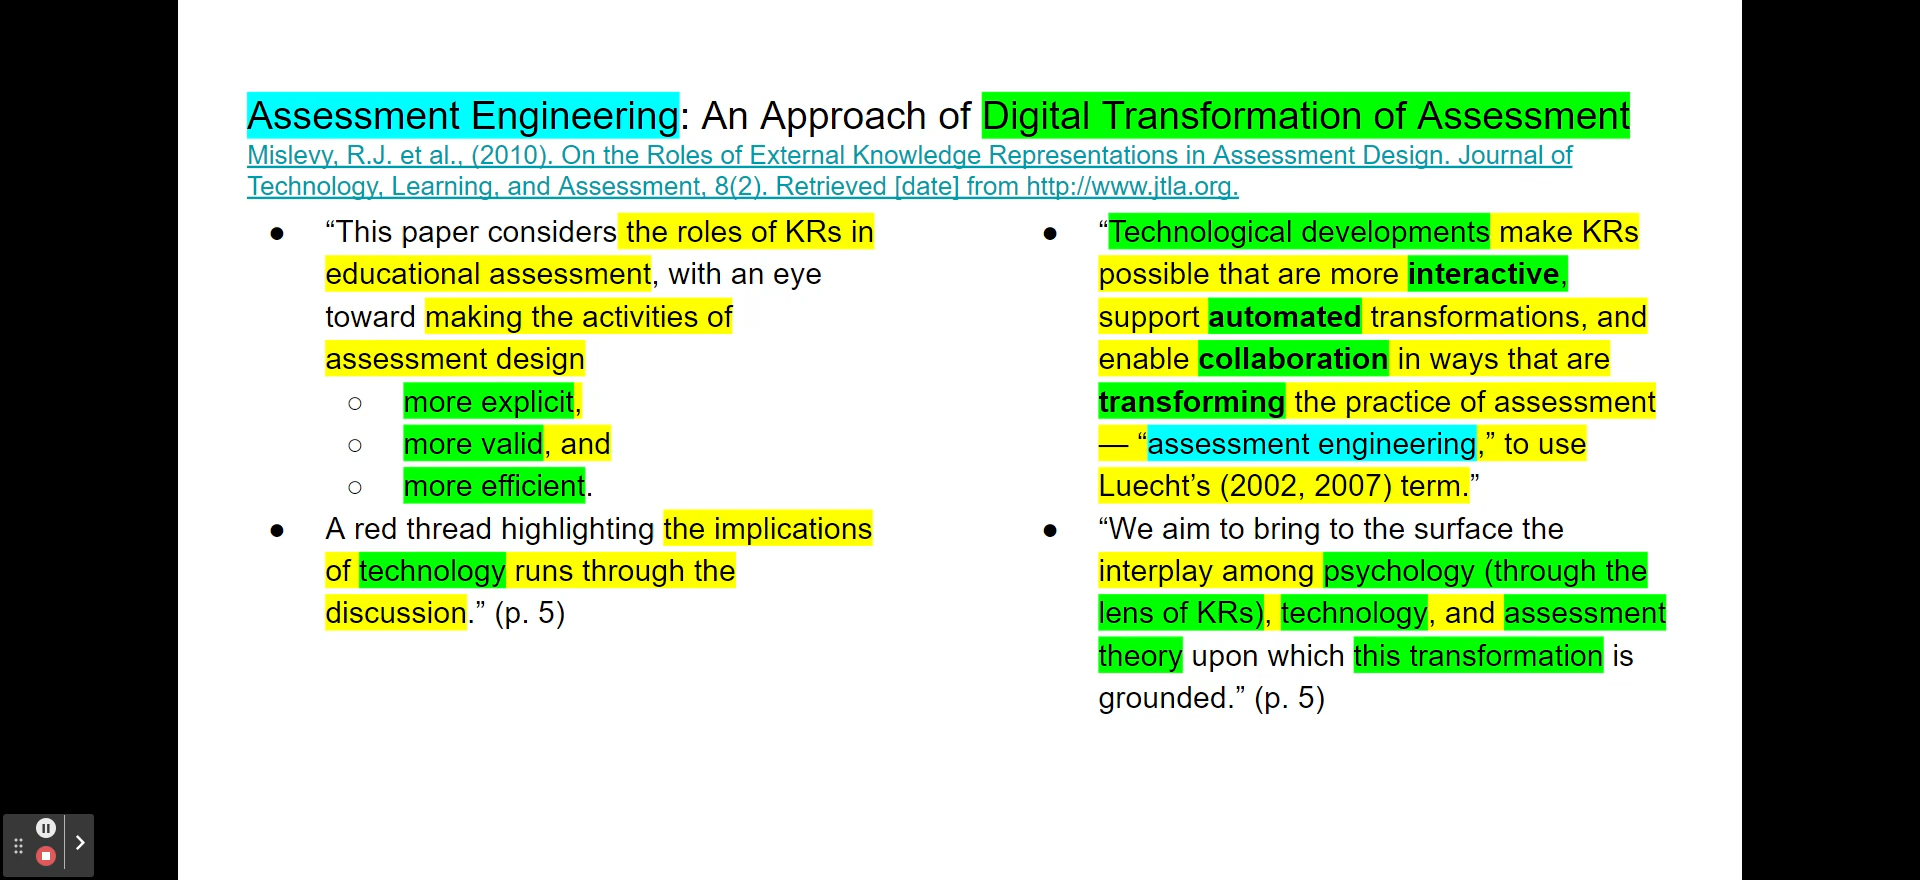 Assessment Engineering: An Approach of Digital Transformation of Assessment
Mislevy, R.J. et al., (2010). On the Roles of External Knowledge Representations in Assessment Design. Journal of
Technology, Learning, and Assessment, 8(2). Retrieved [date] from http://www.jtla.org.
● “This paper considers the roles of KRs in
educational assessment, with an eye
toward making the activities of
assessment design
○ more explicit,
○ more valid, and
○ more efficient.
● A red thread highlighting the implications
of technology runs through the
discussion.” (p. 5)
● “Technological developments make KRs
possible that are more interactive,
support automated transformations, and
enable collaboration in ways that are
transforming the practice of assessment
— “assessment engineering,” to use
Luecht’s (2002, 2007) term.”
● “We aim to bring to the surface the
interplay among psychology (through the
lens of KRs), technology, and assessment
theory upon which this transformation is
grounded.” (p. 5)